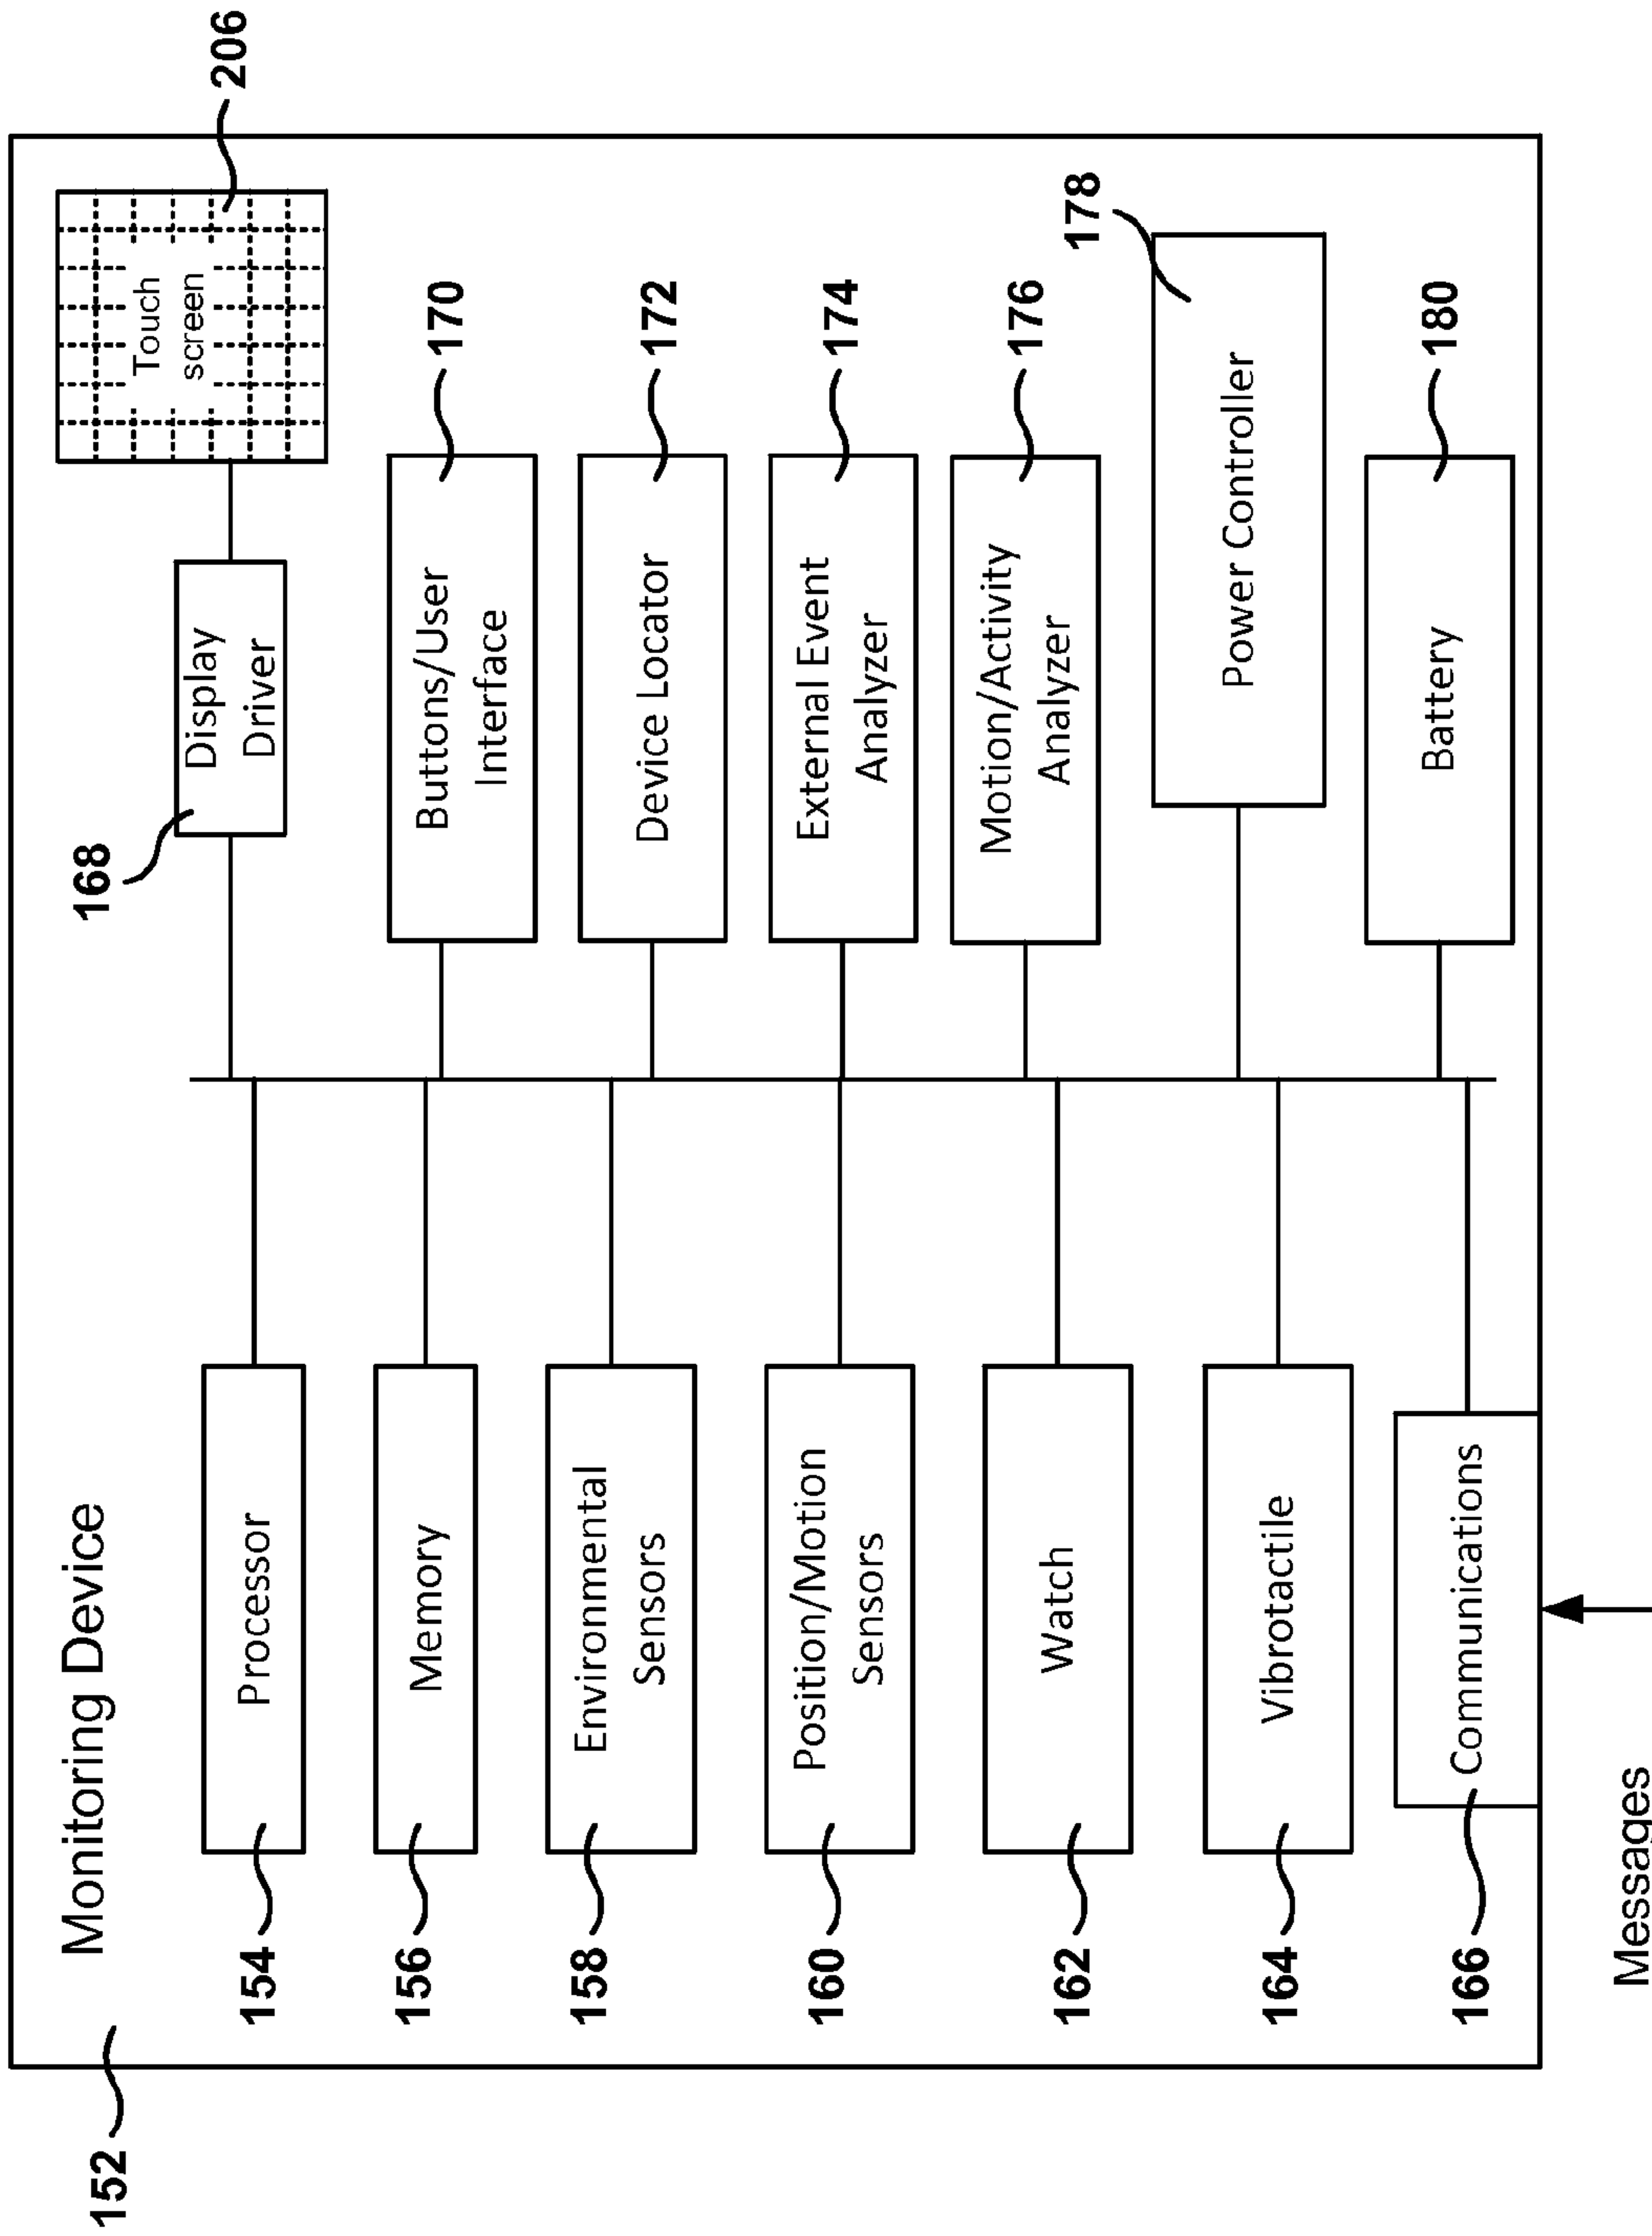 152
Monitoring Device
154
Processor
156
Memory
158
Environmental
Sensors
160
Position/Motion
Sensors
162
Watch
164
Vibrotactile
166
Communications
Messages
168
Display
Driver
Touch
screen
206
Buttons/User
Interface
170
Device Locator
172
External Event
Analyzer
174
Motion/Activity
Analyzer
176
Power Controller
178
Battery
180